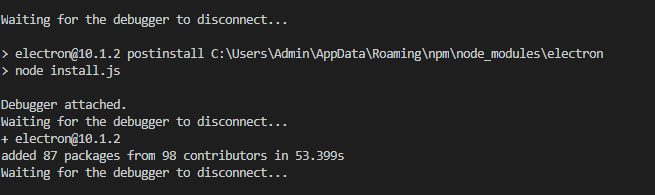 Waiting for the debugger to disconnect...
> electron@10.1.2 postinstall C:\Users\Admin\AppData\Roaming\npm\node_modules\electron
> node install.js
Debugger attached.
Waiting for the debugger to disconnect...
+ electron@10.1.2
added 87 packages from 98 contributors in 53.399s
Waiting for the debugger to disconnect...